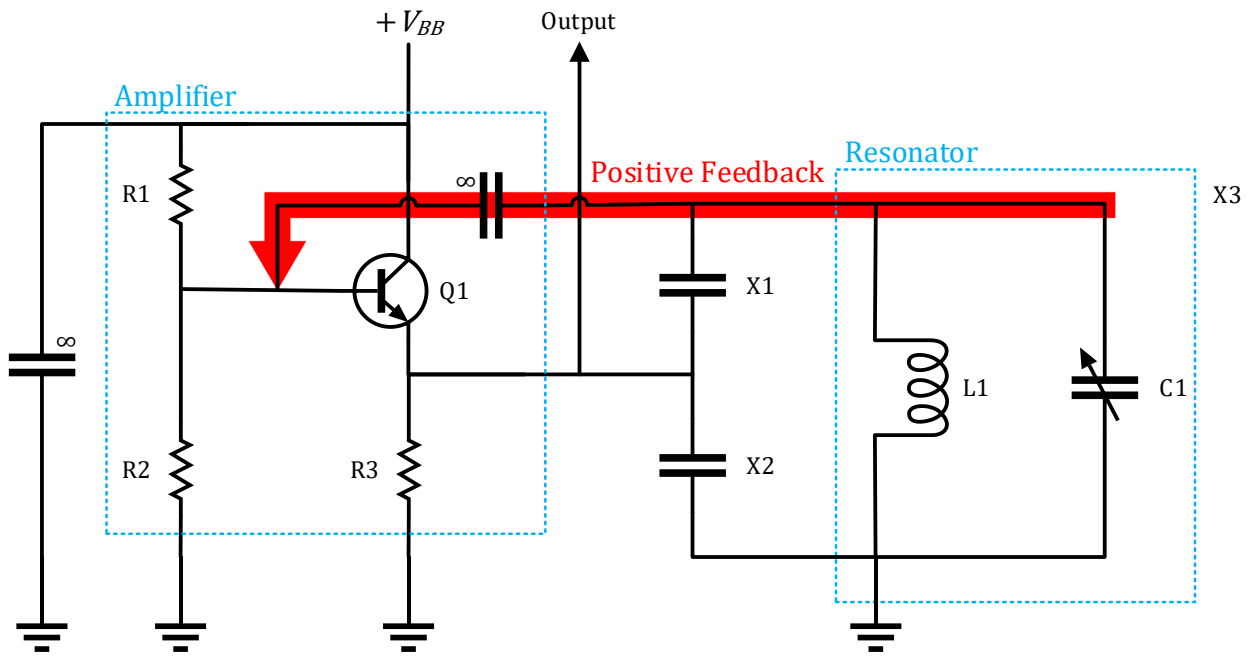 + V_BB
Output
Amplifier
Positive Feedback
Resonator
∞
R1
X3
Q1
X1
∞
L1
C1
R2
R3
X2